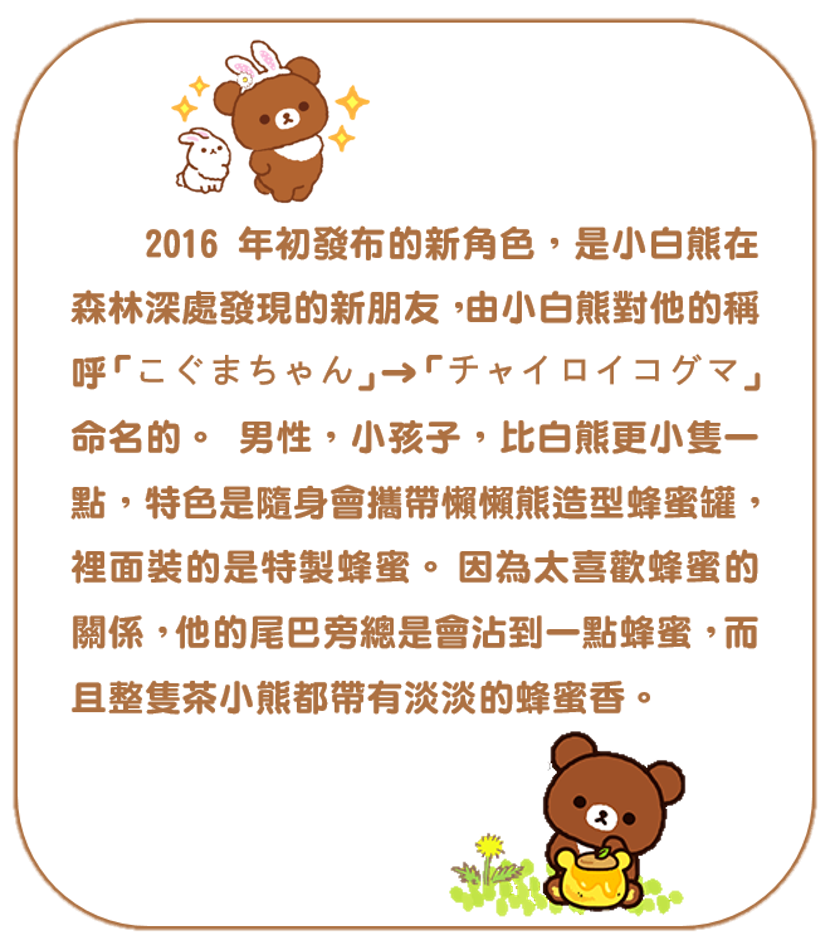 2016 年初發布的新角色，是小白熊在
森林深處發現的新朋友，由小白熊對他的稱
呼「こぐまちゃん」→「チャイロイコグマ」
命名的。 男性，小孩子，比白熊更小隻一
點，特色是隨身會攜帶懶懶熊造型蜂蜜罐，
裡面裝的是特製蜂蜜。因為太喜歡蜂蜜的
關係，他的尾巴旁總是會沾到一點蜂蜜，而
且整隻茶小熊都帶有淡淡的蜂蜜香。